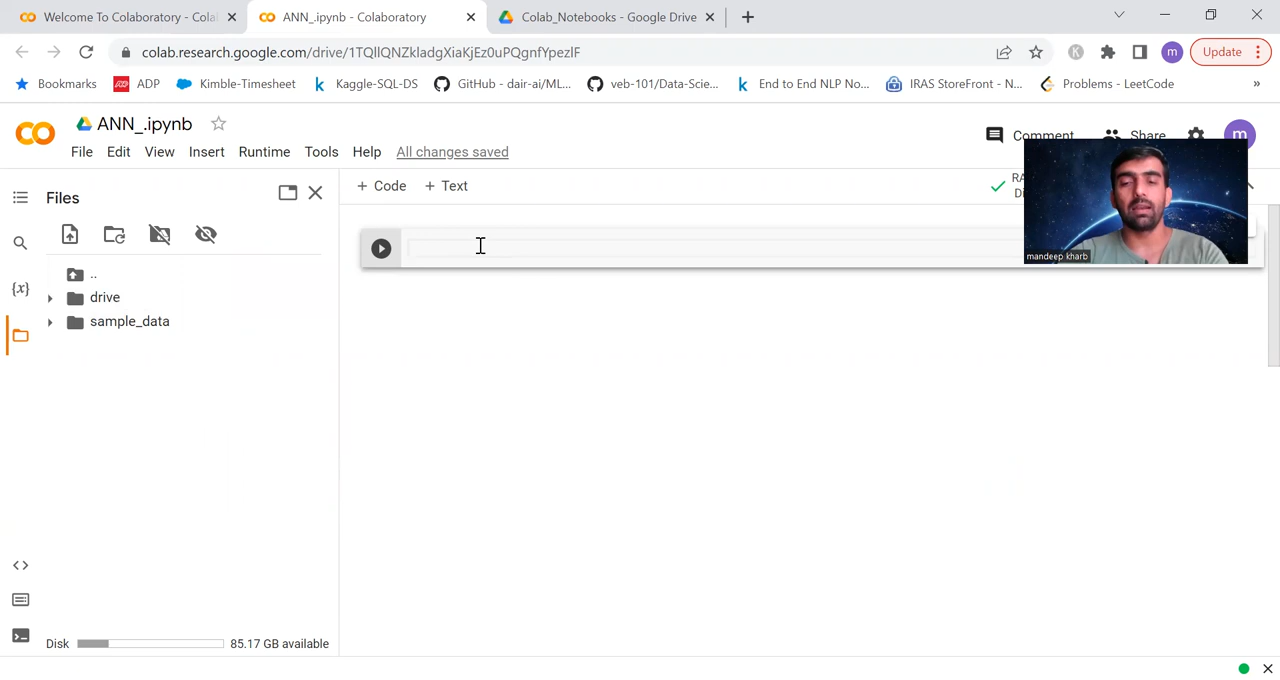 Welcome To Colaboratory - Cola
ANN_.ipynb - Colaboratory
Colab_Notebooks - Google Drive
colab.research.google.com/drive/1TQllQNZkladgXiaKjEz0uPQgnfYpezlF
K
m
Update
Bookmarks
ADP
Kimble-Timesheet
k Kaggle-SQL-DS
GitHub - dair-ai/ML...
veb-101/Data-Scie...
k End to End NLP No...
IRAS StoreFront - N...
Problems - LeetCode
»
ANN_.ipynb
Comment
Share
m
File Edit View Insert Runtime Tools Help All changes saved
Files
+ Code + Text
RA
Di
..
drive
{x}
sample_data
mandeep kharb
Disk 85.17 GB available